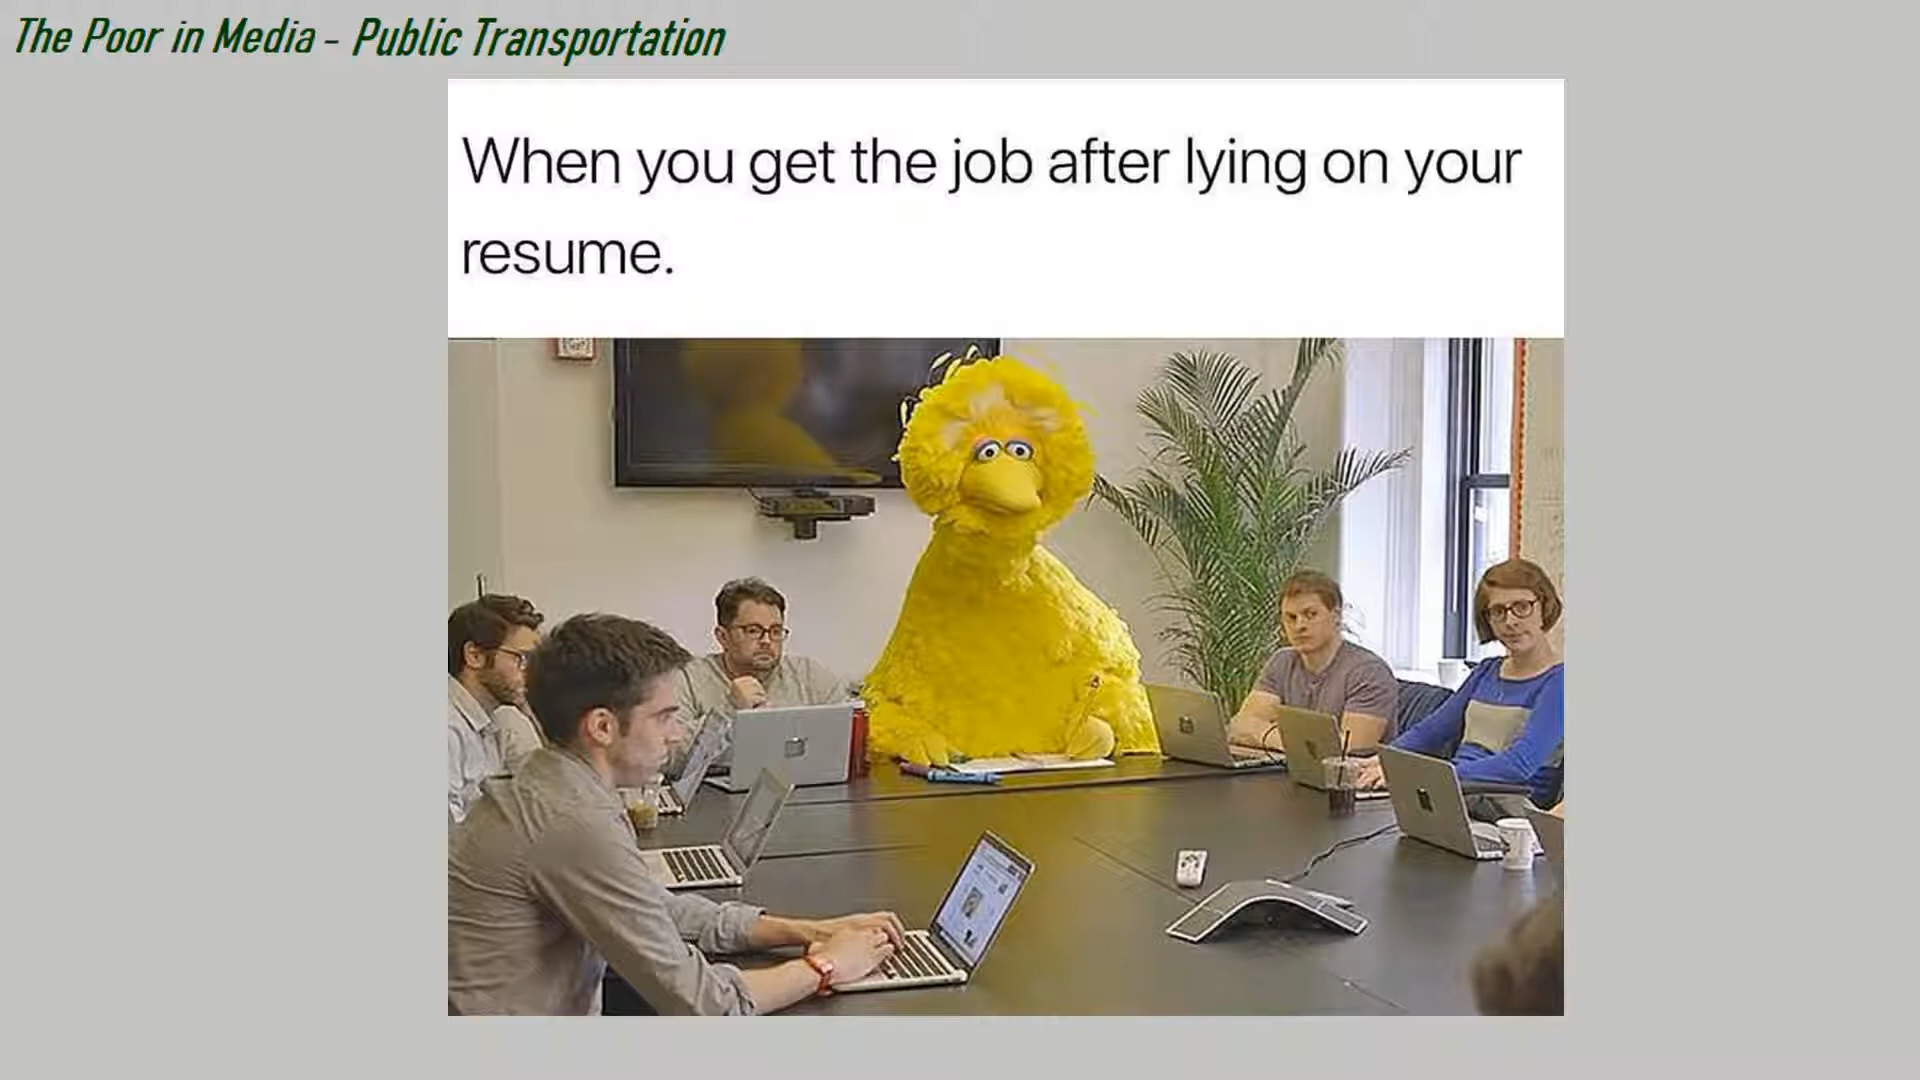 The Poor in Media - Public Transportation
When you get the job after lying on your
resume.